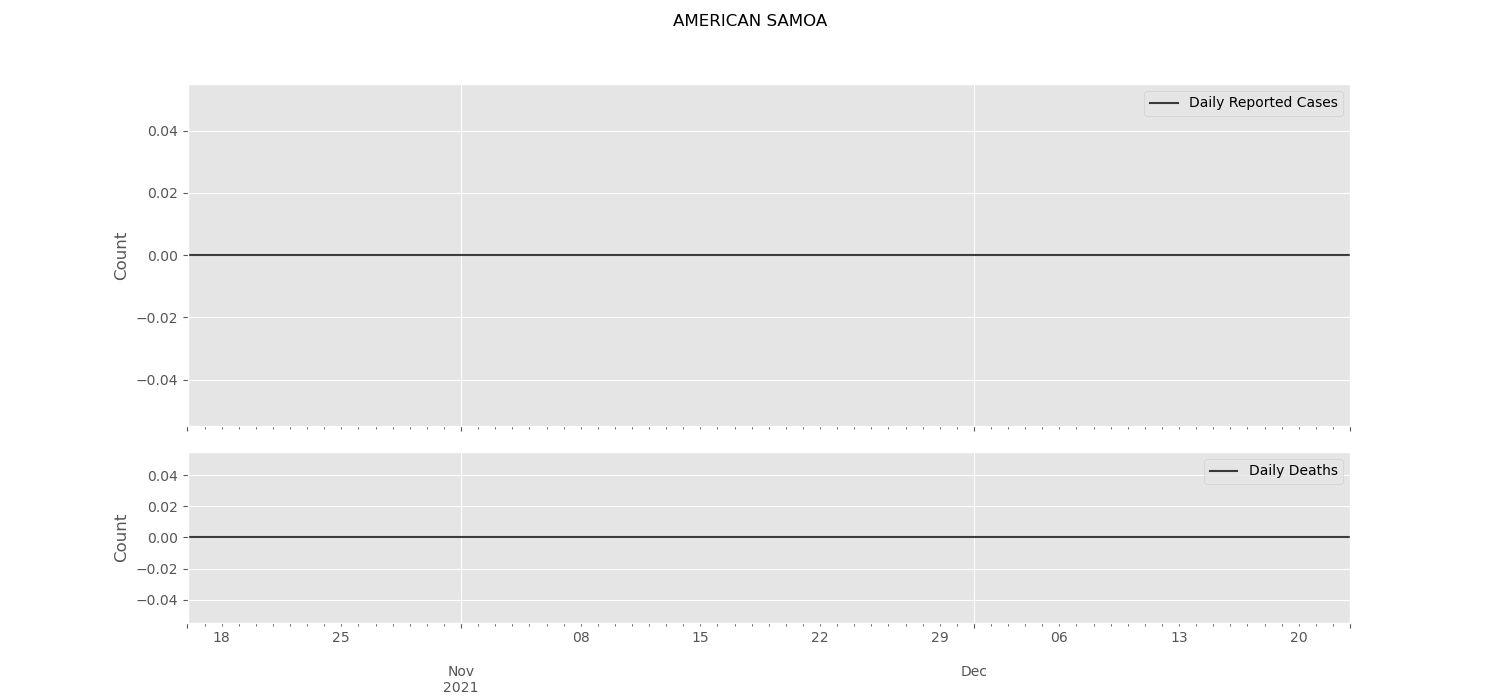 AMERICAN SAMOA
Daily Reported Cases
0.04
0.02
0.00
−0.02
−0.04
Count
Daily Deaths
0.04
0.02
0.00
−0.02
−0.04
Count
18 25 08 15 22 29 06 13 20
Nov Dec
2021